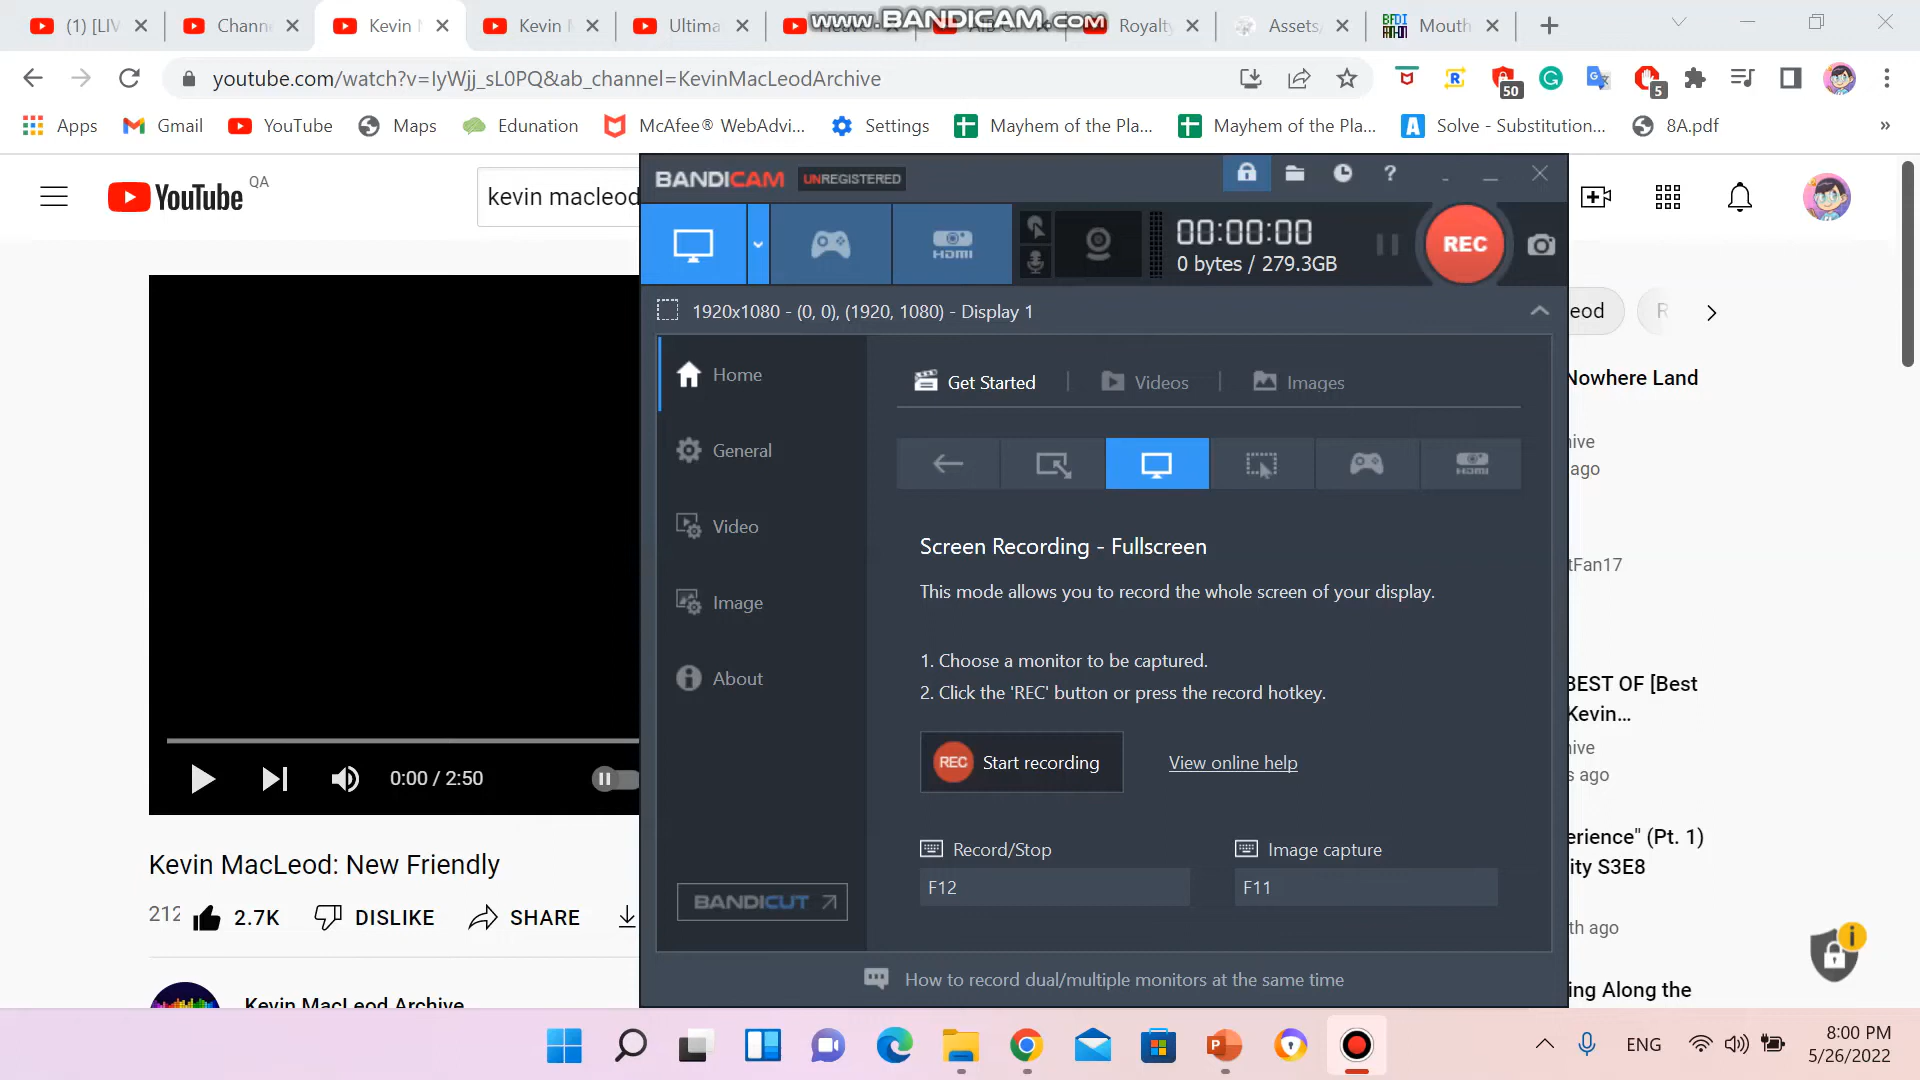 (1) [LIV
Chann
Kevin
Kevin
Ultima
www.BANDICAM.com
Royalty
Assets
BFDI
Mouth
youtube.com/watch?v=IyWjj_sL0PQ&ab_channel=KevinMacLeodArchive
50
5
Apps
Gmail
YouTube
Maps
Edunation
McAfee® WebAdvi...
Settings
Mayhem of the Pla...
Mayhem of the Pla...
Solve - Substitution...
8A.pdf
»
YouTube QA
kevin macleod
BANDICAM UNREGISTERED
HDMI
00:00:00
0 bytes / 279.3GB
REC
1920x1080 - (0, 0), (1920, 1080) - Display 1
Home
General
Video
Image
About
BANDICUT
Get Started
Videos
Images
HDMI
Screen Recording - Fullscreen
This mode allows you to record the whole screen of your display.
1. Choose a monitor to be captured.
2. Click the 'REC' button or press the record hotkey.
REC Start recording
View online help
Record/Stop
F12
Image capture
F11
How to record dual/multiple monitors at the same time
0:00 / 2:50
Kevin MacLeod: New Friendly
212
2.7K
DISLIKE
SHARE
Kevin MacLeod Archive
eod
R
Nowhere Land
ive
ago
tFan17
BEST OF [Best
Kevin...
ive
s ago
erience" (Pt. 1)
ity S3E8
th ago
ing Along the
ENG
8:00 PM
5/26/2022